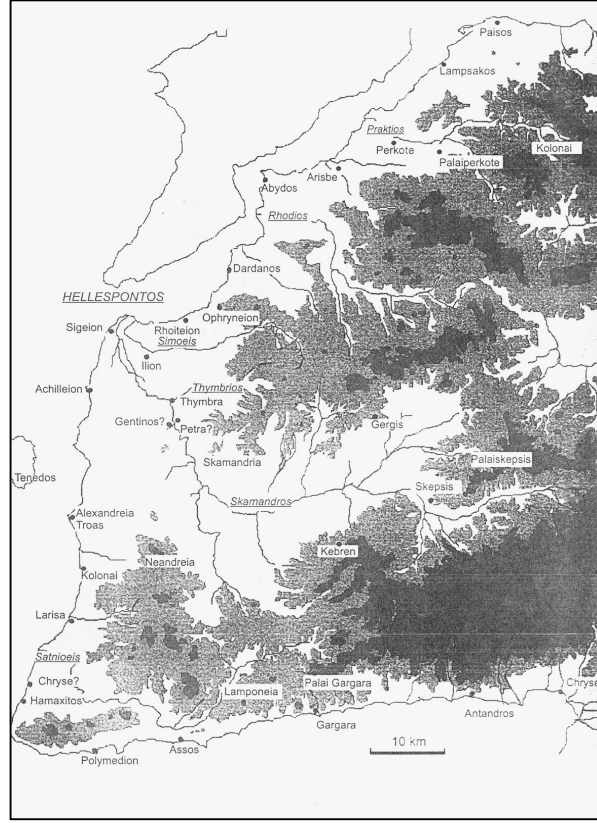 Paisos
Lampsakos
Praktios
Perkote
Kolonai
Palaiperkote
Arisbe
Abydos
Rhodios
Dardanos
HELLESPONTOS
Ophryneion
Rhoiteion
Sigeion
Simoeis
Ilion
Achilleion
Thymbrios
Thymbra
Gentinos?
Petra?
Gergis
Skamandria
Palaiskepsis
Tenedos
Skepsis
Skamandros
Alexandreia
Troas
Kebren
Neandreia
Kolonai
Larisa
Satnioeis
Chryse?
Palai Gargara
Chryse
Hamaxitos
Lamponeia
Antandros
Gargara
Assos
Polymedion
10 km